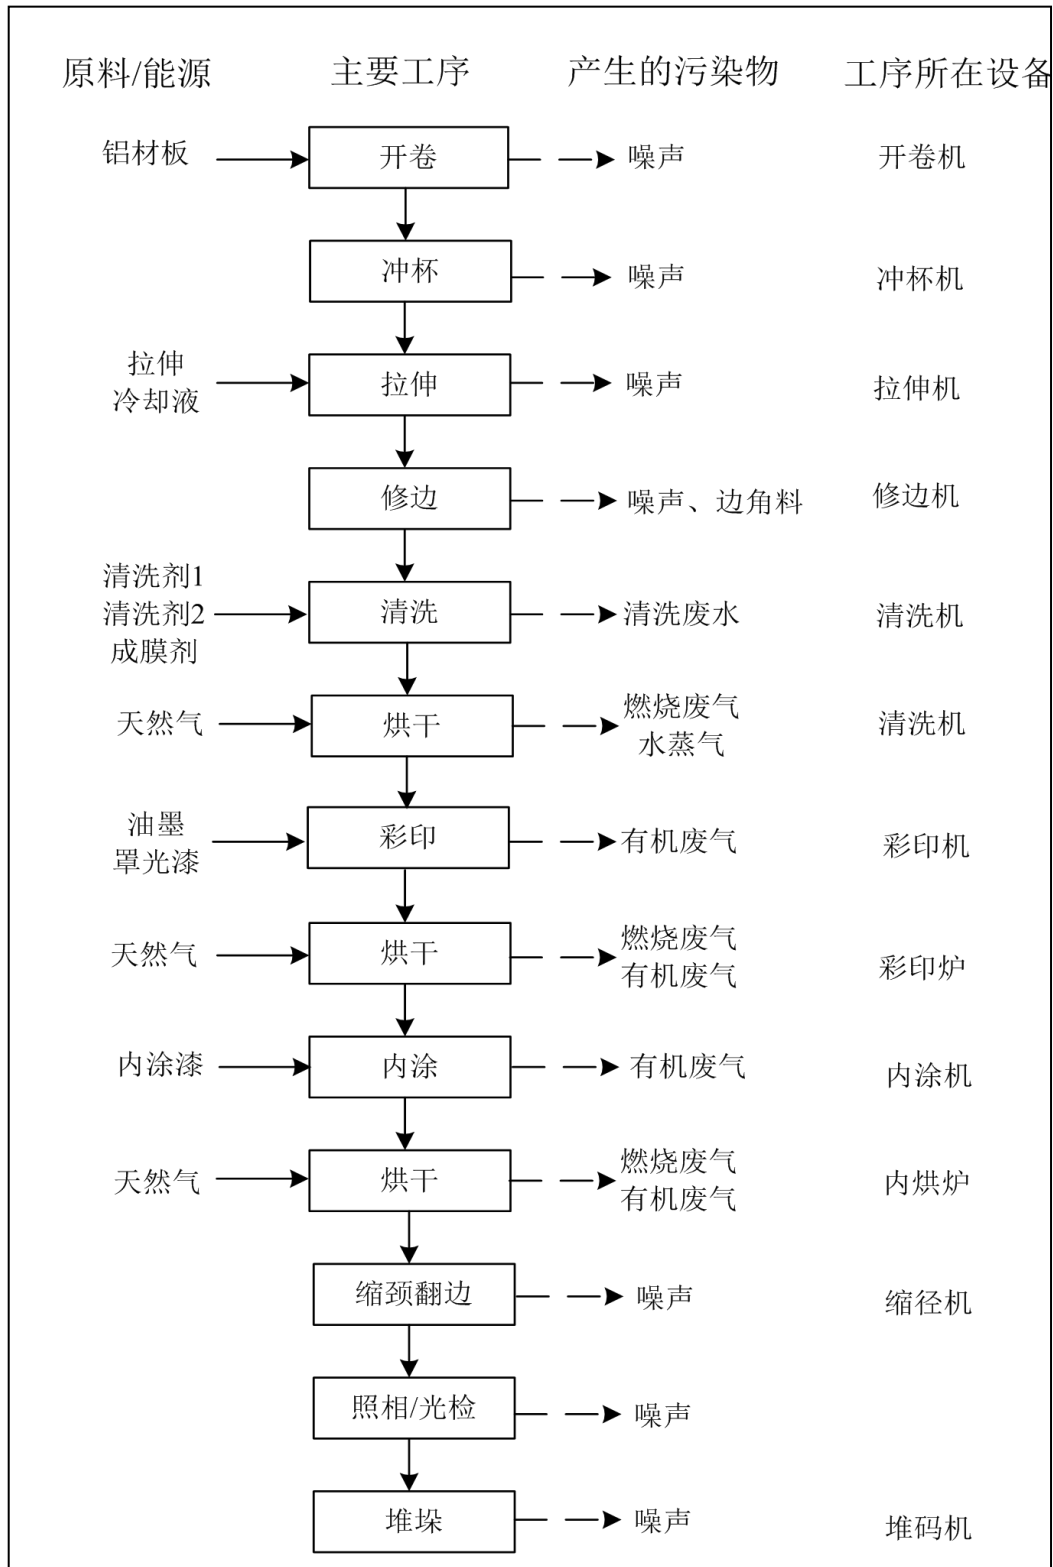 原料/能源 主要工序 产生的污染物 工序所在设备
铝材板 开卷 噪声 开卷机
冲杯 噪声 冲杯机
拉伸
冷却液 拉伸 噪声 拉伸机
修边 噪声、边角料 修边机
清洗剂1
清洗剂2 清洗 清洗废水 清洗机
成膜剂
天然气 烘干 燃烧废气
水蒸气 清洗机
油墨
罩光漆 彩印 有机废气 彩印机
天然气 烘干 燃烧废气
有机废气 彩印炉
内涂漆 内涂 有机废气 内涂机
天然气 烘干 燃烧废气
有机废气 内烘炉
缩颈翻边 噪声 缩径机
照相/光检 噪声
堆垛 噪声 堆码机